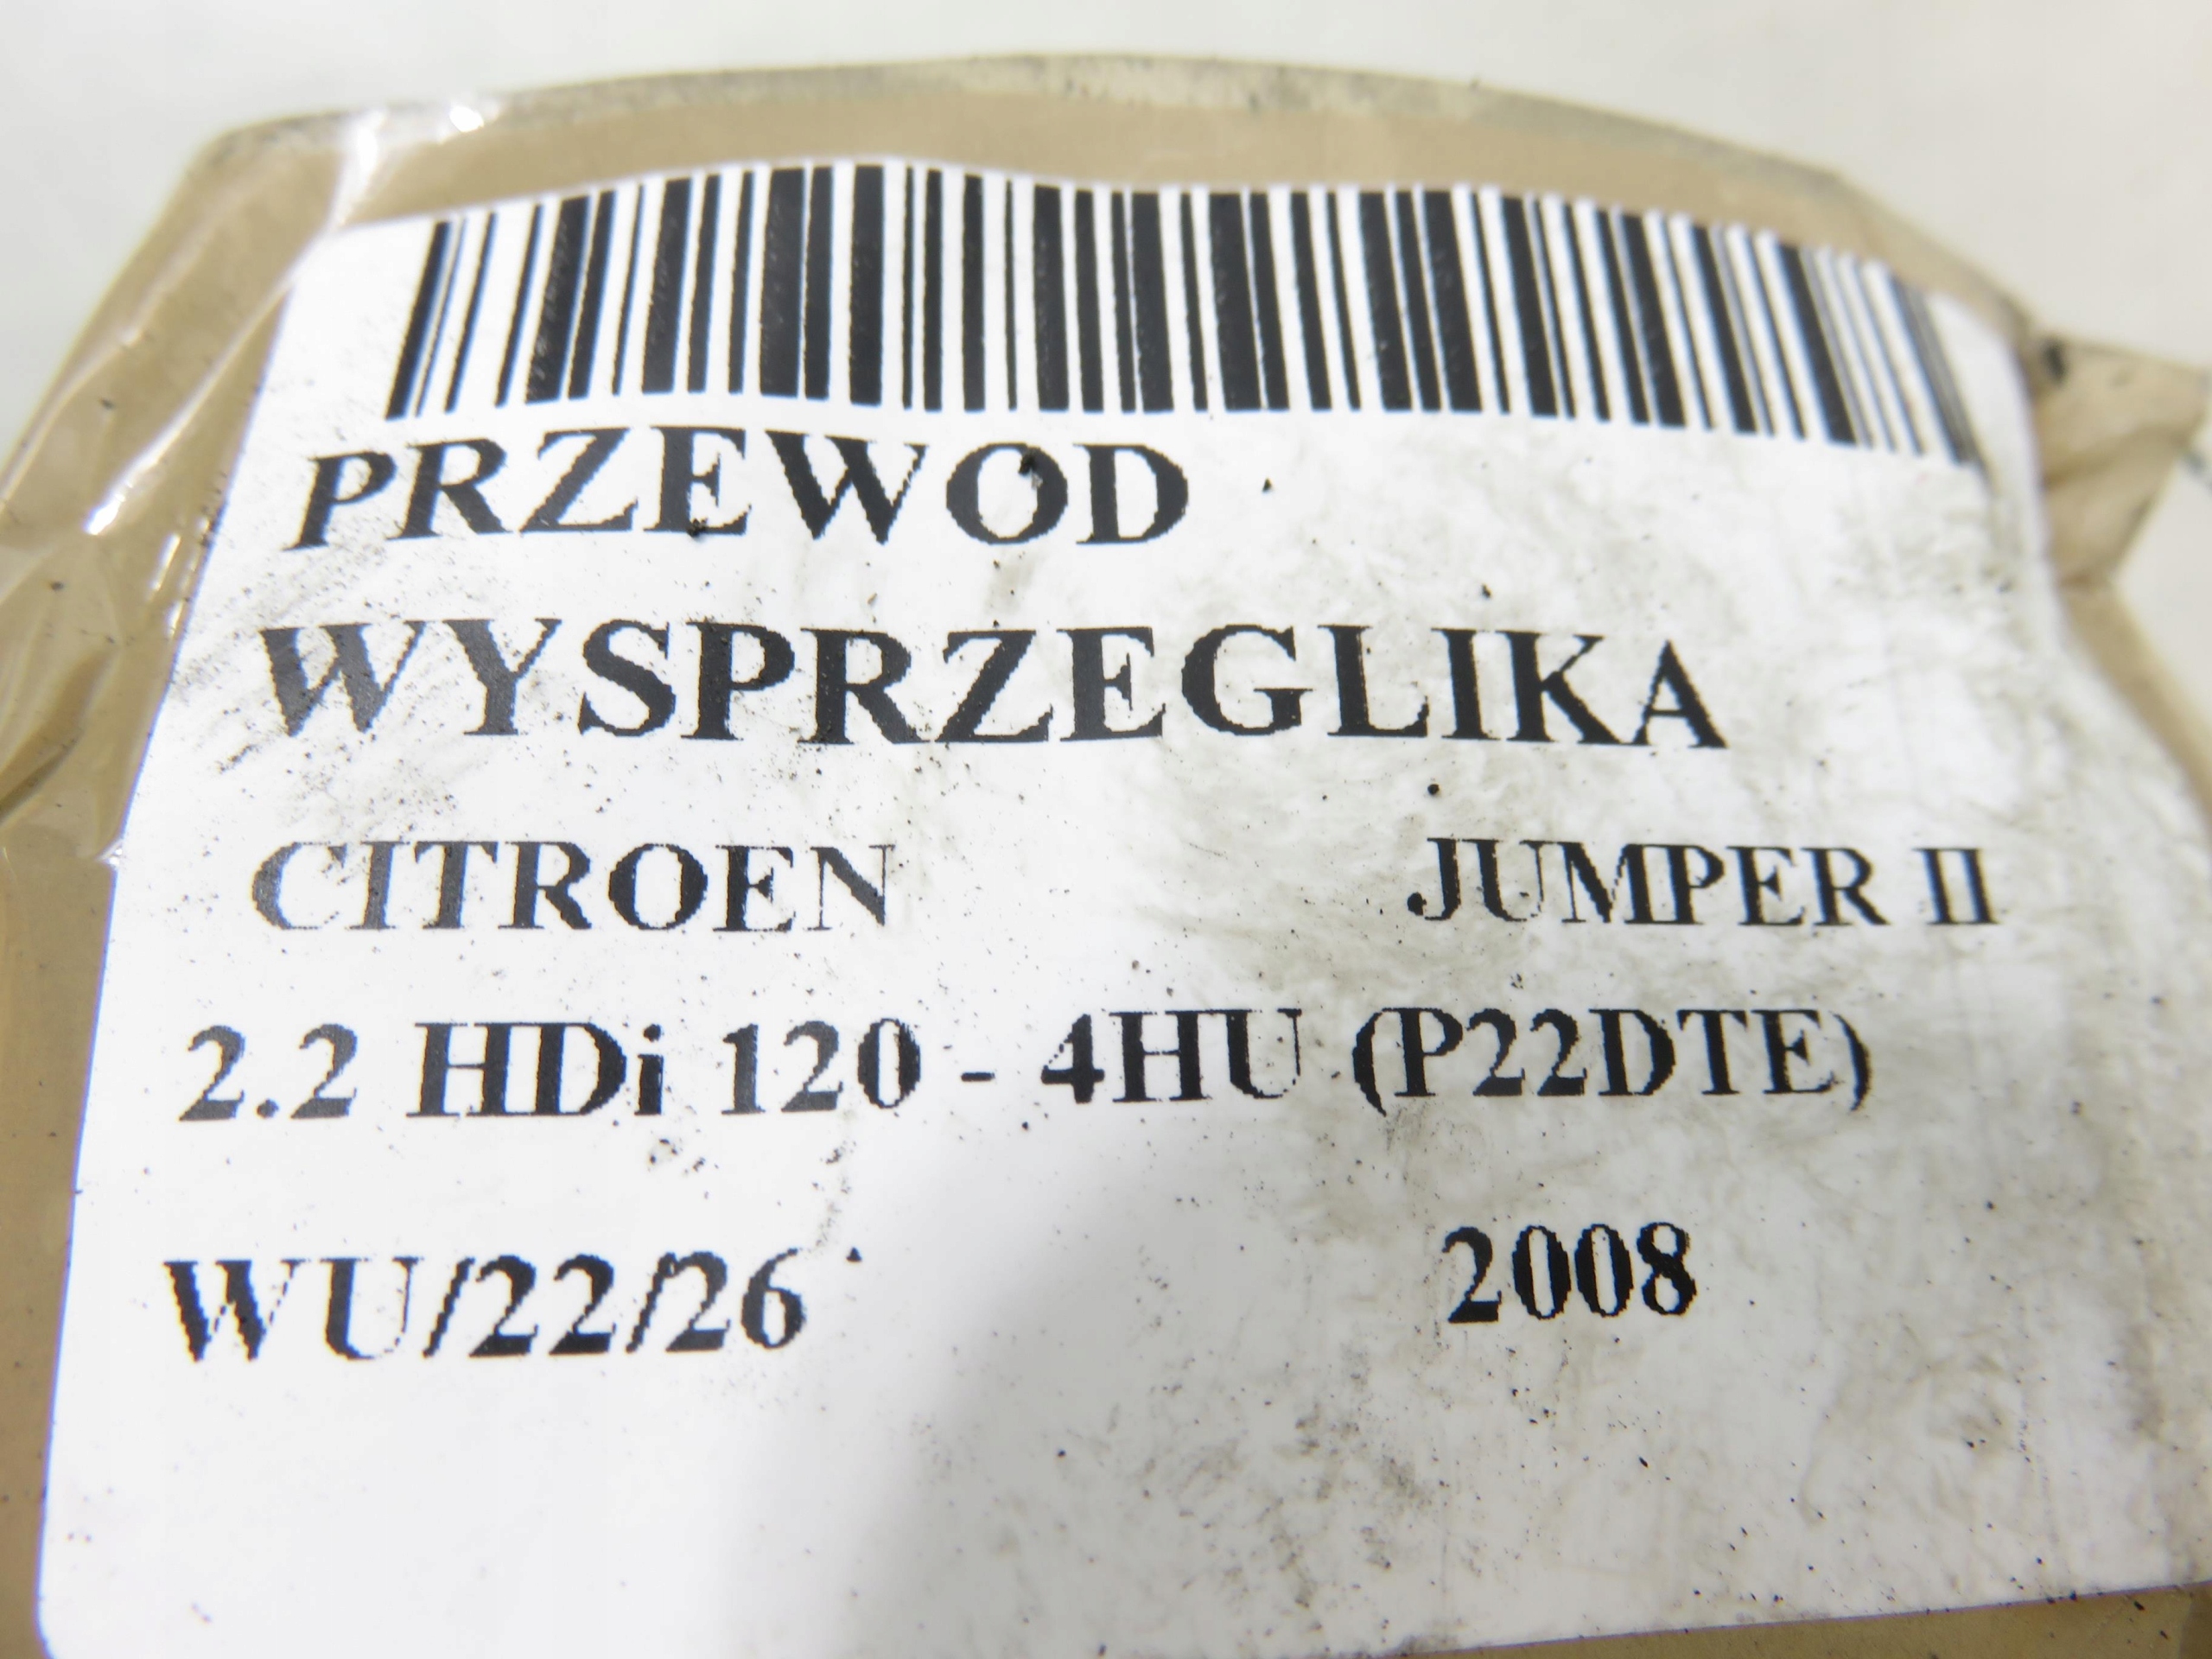 PRZEWOD
WYSPRZEGLIKA
CITROEN JUMPER II
2.2 HDi 120 - 4HU (P22DTE)
WU/22/26 2008